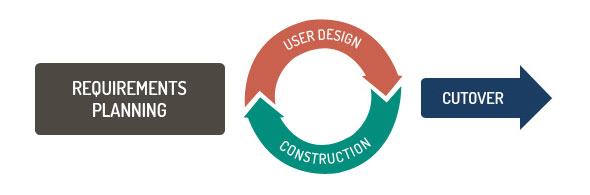 REQUIREMENTS
PLANNING
USER DESIGN
CONSTRUCTION
CUTOVER